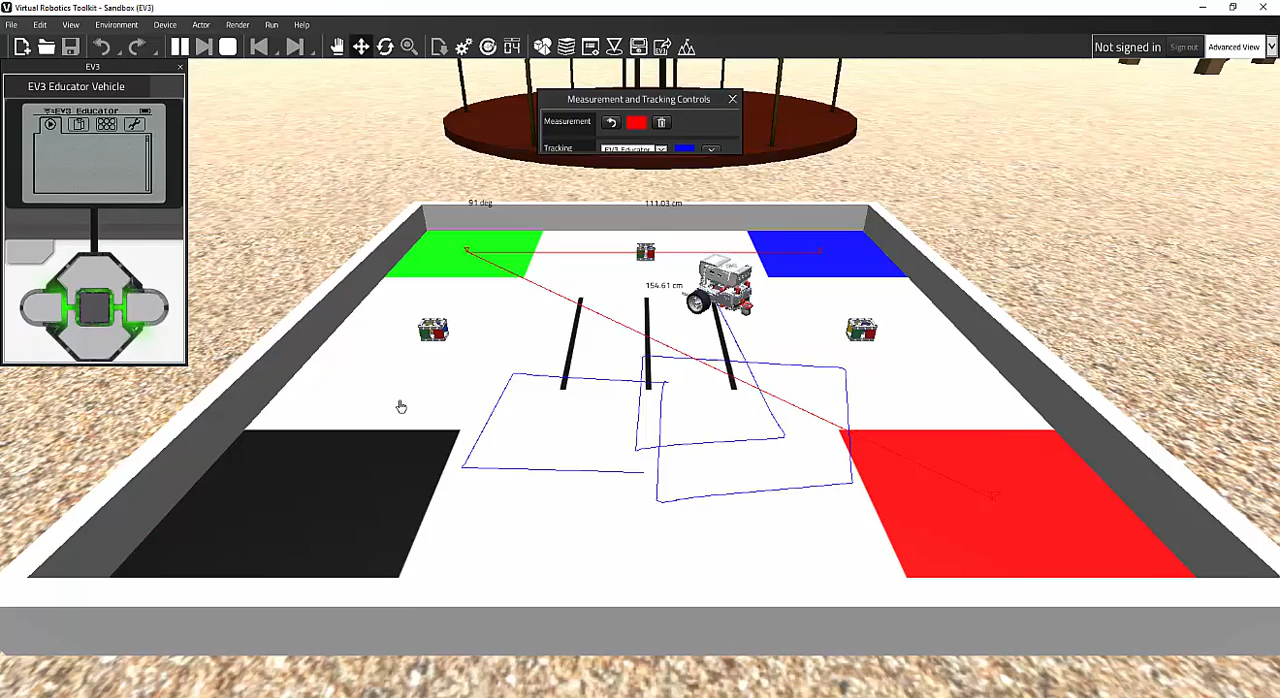 Virtual Robotics Toolkit - Sandbox (EV3)
File Edit View Environment Device Actor Render Run Help
Not signed in Sign out Advanced View
EV3
EV3 Educator Vehicle
EV3 Educator
Measurement and Tracking Controls
Measurement
Tracking EV3 Educator
91 deg 111.03 cm
154.61 cm